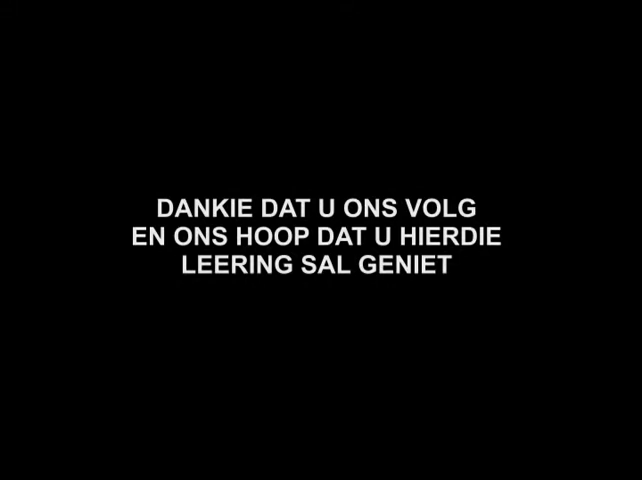 DANKIE DAT U ONS VOLG
EN ONS HOOP DAT U HIERDIE
LEERING SAL GENIET